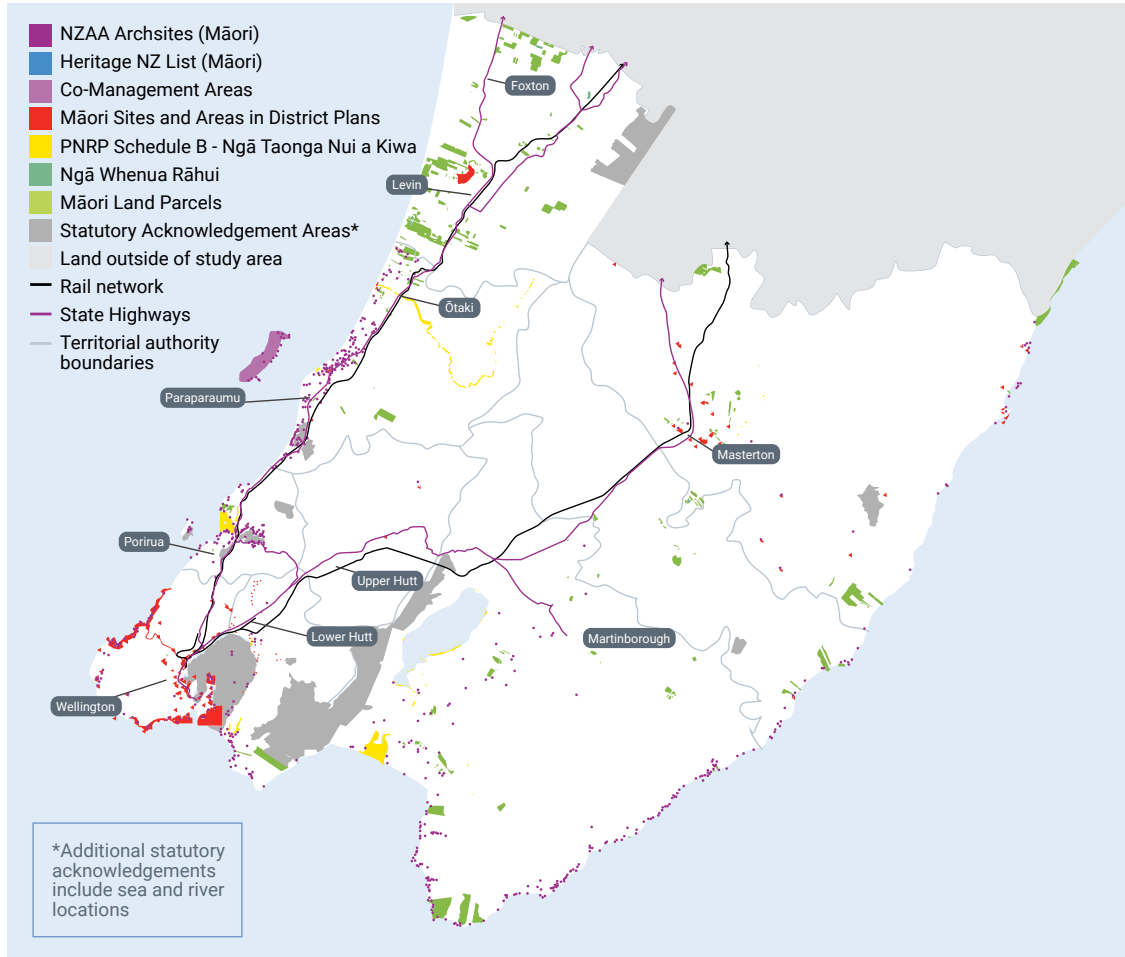 NZAA Archsites (Māori)
Heritage NZ List (Māori)
Co-Management Areas
Māori Sites and Areas in District Plans
PNRP Schedule B - Ngā Taonga Nui a Kiwa
Ngā Whenua Rāhui
Māori Land Parcels
Statutory Acknowledgement Areas*
Land outside of study area
Rail network
State Highways
Territorial authority
boundaries
Foxton
Levin
Ōtaki
Paraparaumu
Masterton
Porirua
Upper Hutt
Lower Hutt
Martinborough
Wellington
*Additional statutory
acknowledgements
include sea and river
locations